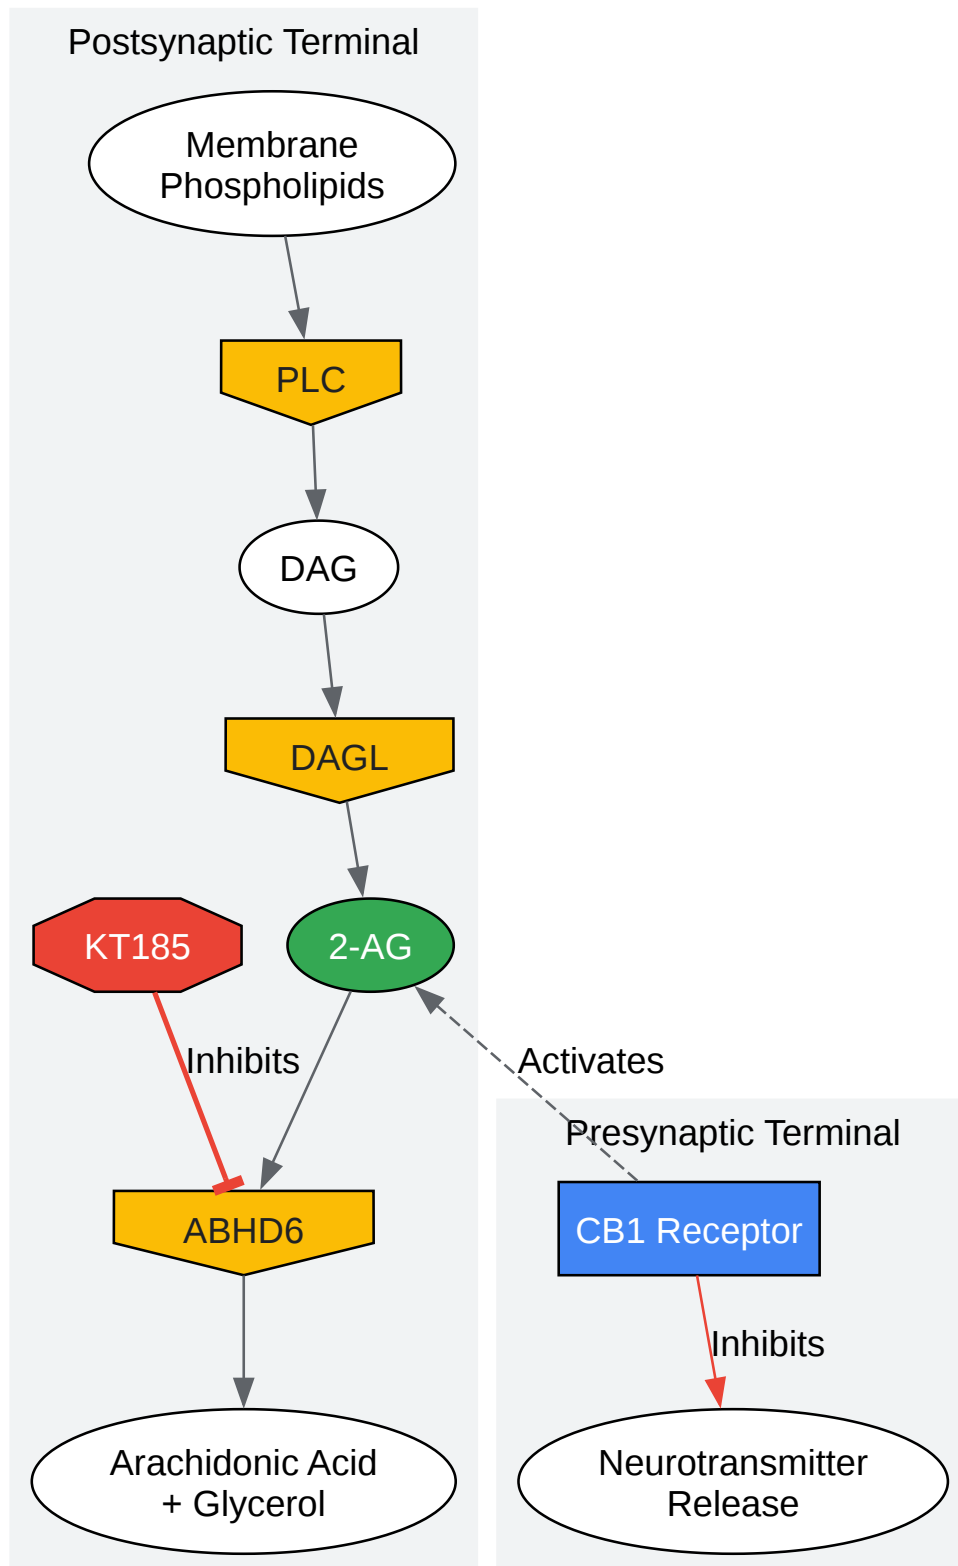 Postsynaptic Terminal
Membrane
Phospholipids
PLC
DAG
DAGL
KT185
2-AG
Inhibits
Activates
Presynaptic Terminal
ABHD6
CB1 Receptor
Inhibits
Arachidonic Acid
+ Glycerol
Neurotransmitter
Release